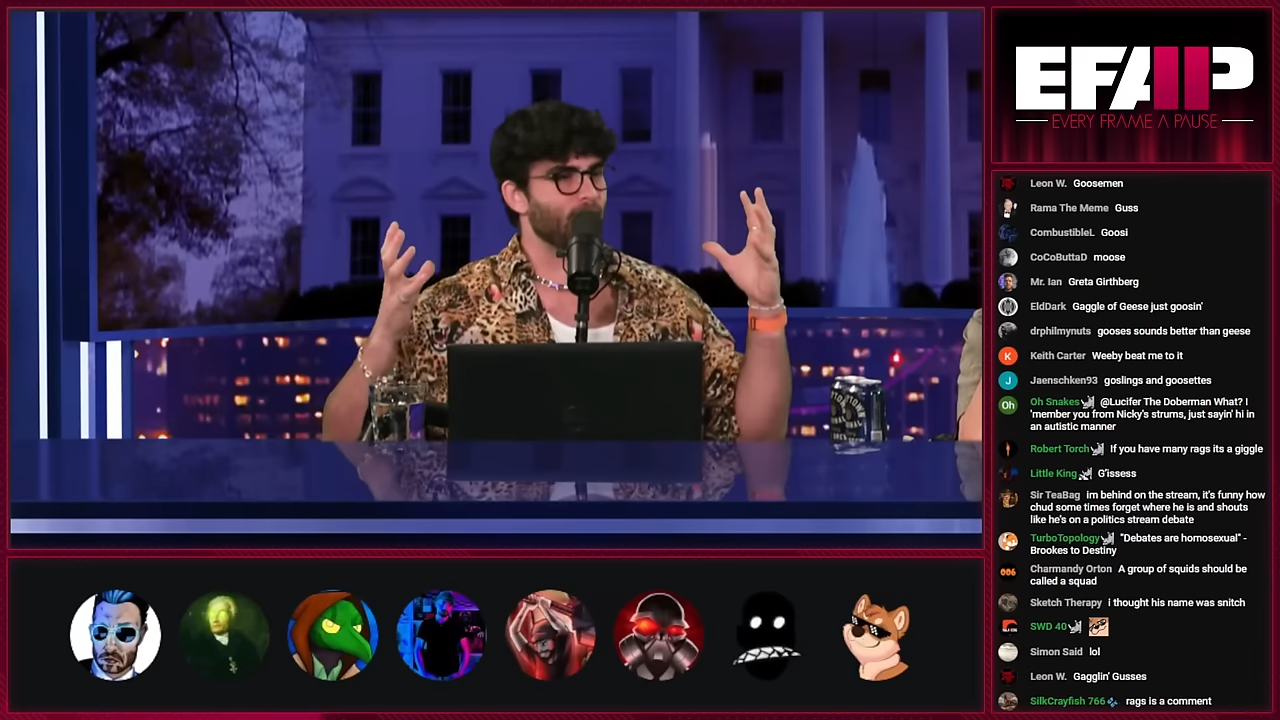 EFAP
EVERY FRAME A PAUSE
Leon W. Goosemen
Rama The Meme Guss
CombustibleL Goosi
CoCoButtaD moose
Mr. Ian Greta Girthberg
EldDark Gaggle of Geese just goosin'
drphilmynuts gooses sounds better than geese
K
Keith Carter Weeby beat me to it
J
Jaenschken93 goslings and goosettes
Oh
Oh Snakes @Lucifer The Doberman What? I
'member you from Nicky's strums, just sayin' hi in
an autistic manner
Robert Torch If you have many rags its a giggle
Little King G'issess
Sir TeaBag im behind on the stream, it's funny how
chud some times forget where he is and shouts
like he's on a politics stream debate
TurboTopology "Debates are homosexual" -
Brookes to Destiny
Charmandy Orton A group of squids should be
called a squad
Sketch Therapy i thought his name was snitch
SWD 40
Simon Said lol
Leon W. Gagglin' Gusses
SilkCrayfish 766 rags is a comment